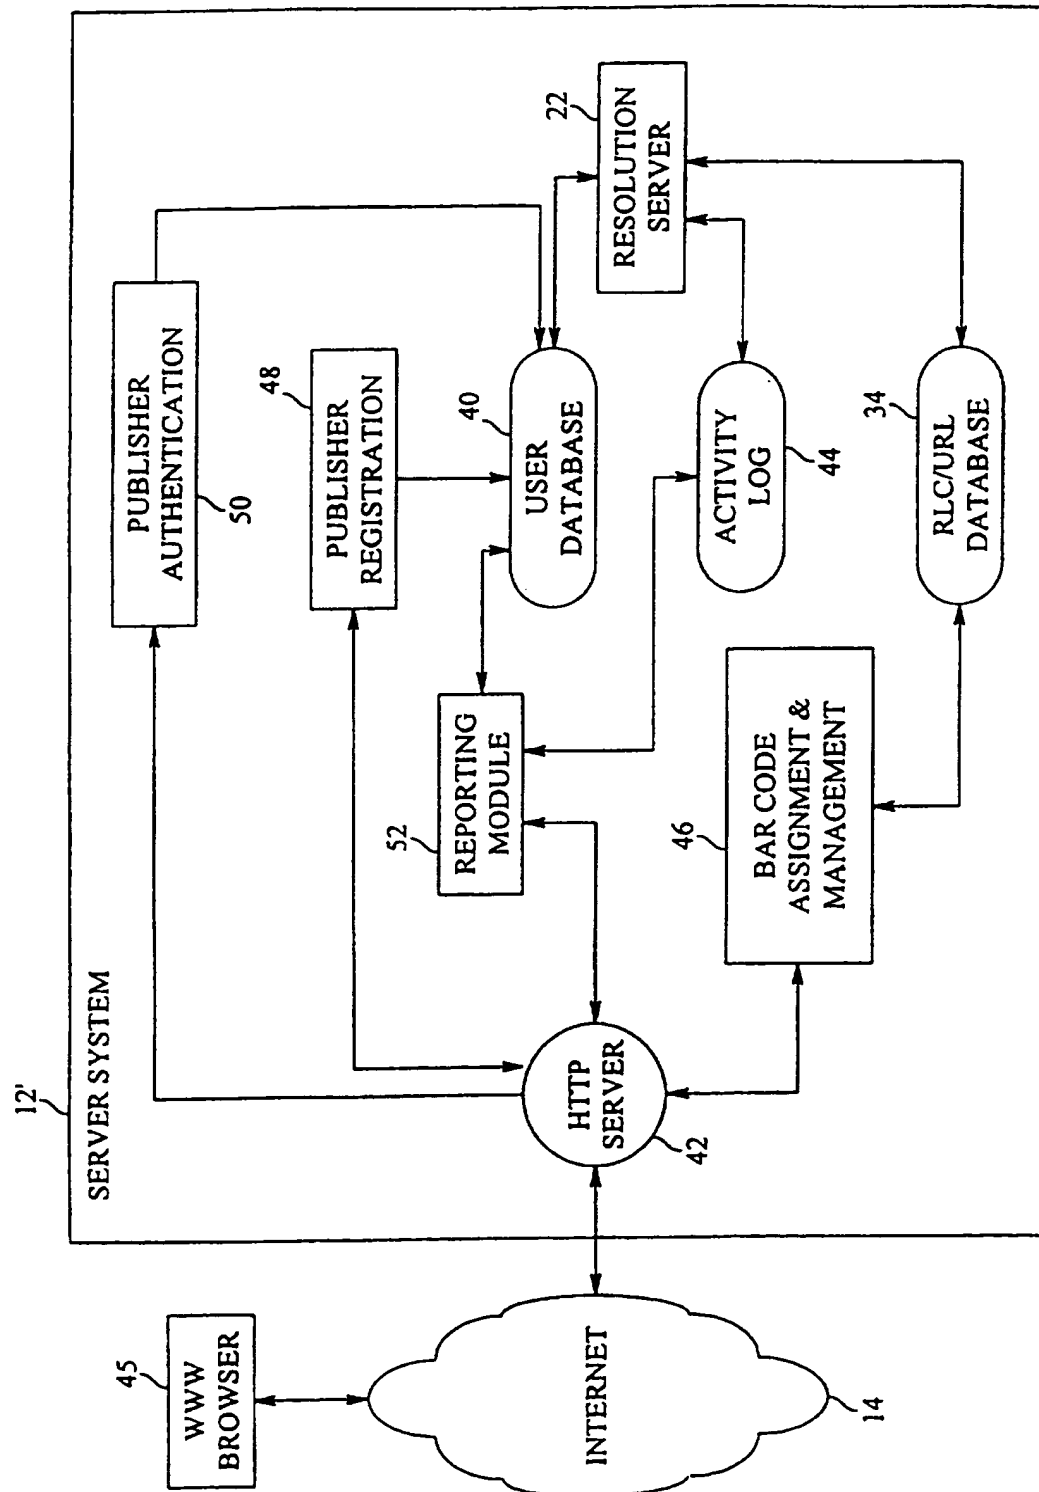 12'
SERVER SYSTEM
PUBLISHER
AUTHENTICATION
50
48
PUBLISHER
REGISTRATION
45
WWW
BROWSER
52
REPORTING
MODULE
40
USER
DATABASE
22
RESOLUTION
SERVER
INTERNET
14
HTTP
SERVER
42
ACTIVITY
LOG
44
46
BAR CODE
ASSIGNMENT &
MANAGEMENT
34
RLC/URL
DATABASE